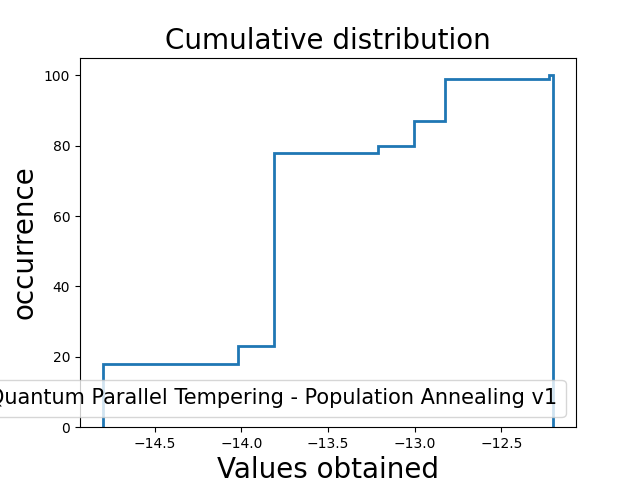 Cumulative distribution
occurrence
100
80
60
40
20
0
Quantum Parallel Tempering - Population Annealing v1
−14.5 −14.0 −13.5 −13.0 −12.5
Values obtained